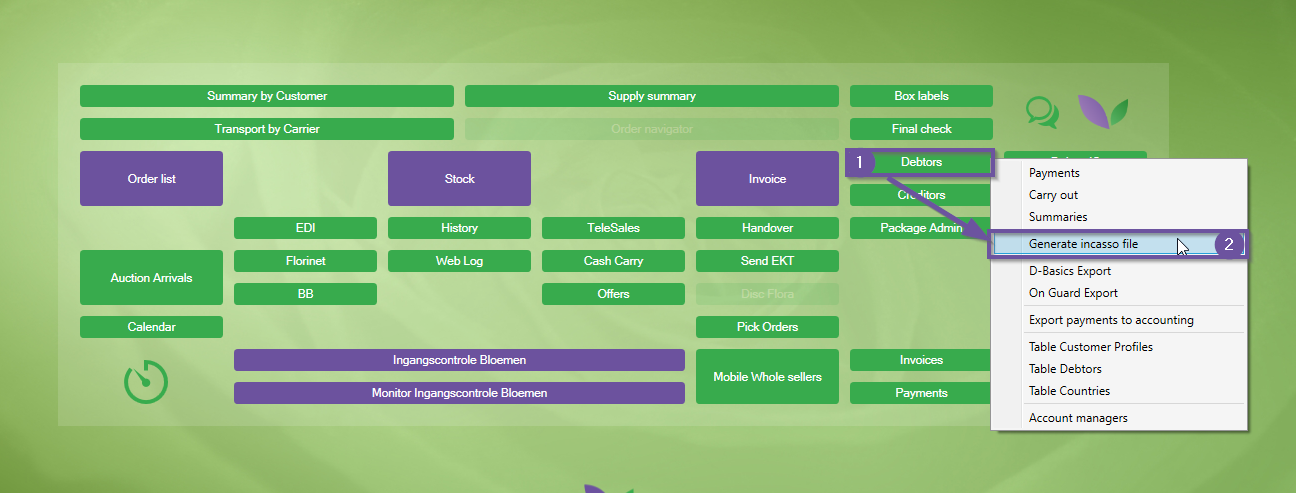 Summary by Customer
Supply summary
Box labels
Transport by Carrier
Order navigator
Final check
Order list
Stock
Invoice
1
Debtors
Creditors
EDI
History
TeleSales
Handover
Package Admin
Auction Arrivals
Florinet
Web Log
Cash Carry
Send EKT
BB
Offers
Disc Flora
Calendar
Pick Orders
Ingangscontrole Bloemen
Mobile Whole sellers
Invoices
Monitor Ingangscontrole Bloemen
Payments
Payments
Carry out
Summaries
Generate incasso file
2
D-Basics Export
On Guard Export
Export payments to accounting
Table Customer Profiles
Table Debtors
Table Countries
Account managers